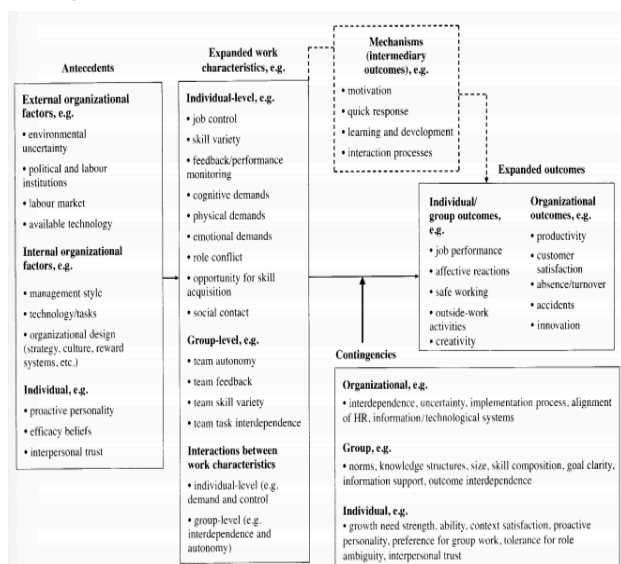 Antecedents
External organizational
factors, e.g.
• environmental
uncertainty
• political and labour
institutions
• labour market
• available technology
Internal organizational
factors, e.g.
• management style
• technology/tasks
• organizational design
(strategy, culture, reward
systems, etc.)
Individual, e.g.
• proactive personality
• efficacy beliefs
• interpersonal trust
Expanded work
characteristics, e.g.
Individual-level, e.g.
• job control
• skill variety
• feedback/performance
monitoring
• cognitive demands
• physical demands
• emotional demands
• role conflict
• opportunity for skill
acquisition
• social contact
Group-level, e.g.
• team autonomy
• team feedback
• team skill variety
• team task interdependence
Interactions between
work characteristics
• individual-level (e.g.
demand and control
• group-level (e.g.
interdependence and
autonomy)
Mechanisms
(intermediary
outcomes), e.g.
• motivation
• quick response
• learning and development
• interaction processes
Expanded outcomes
Individual/
group outcomes,
e.g.
• job performance
• affective reactions
• safe working
• outside-work
activities
• creativity
Organizational
outcomes, e.g.
• productivity
• customer
satisfaction
• absence/turnover
• accidents
• innovation
Contingencies
Organizational, e.g.
• interdependence, uncertainty, implementation process, alignment
of HR, information/technological systems
Group, e.g.
• norms, knowledge structures, size, skill composition, goal clarity,
information support, outcome interdependence
Individual, e.g.
• growth need strength, ability, context satisfaction, proactive
personality, preference for group work, tolerance for role
ambiguity, interpersonal trust